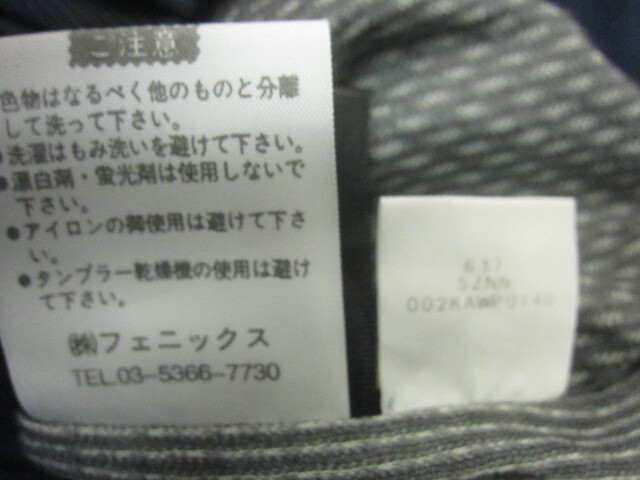 ご注意
色物はなるべく他のものと分離
して洗って下さい。
●洗濯はもみ洗いを避けて下さい。
●漂白剤・蛍光剤は使用しないで
下さい。
●アイロンの御使用は避けて下さ
い。
●タンブラー乾燥機の使用は避け
て下さい。
㈱フェニックス
TEL.03-5366-7730
637
SZNN